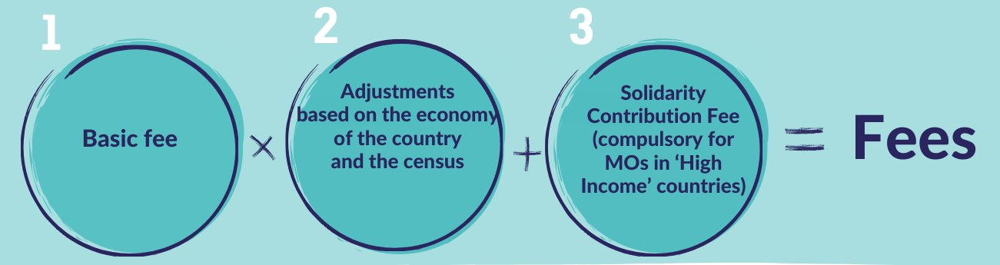 1
Basic fee
×
2
Adjustments
based on the economy
of the country
and the census
+
3
Solidarity
Contribution Fee
(compulsory for
MOs in ‘High
Income’ countries)
=
Fees